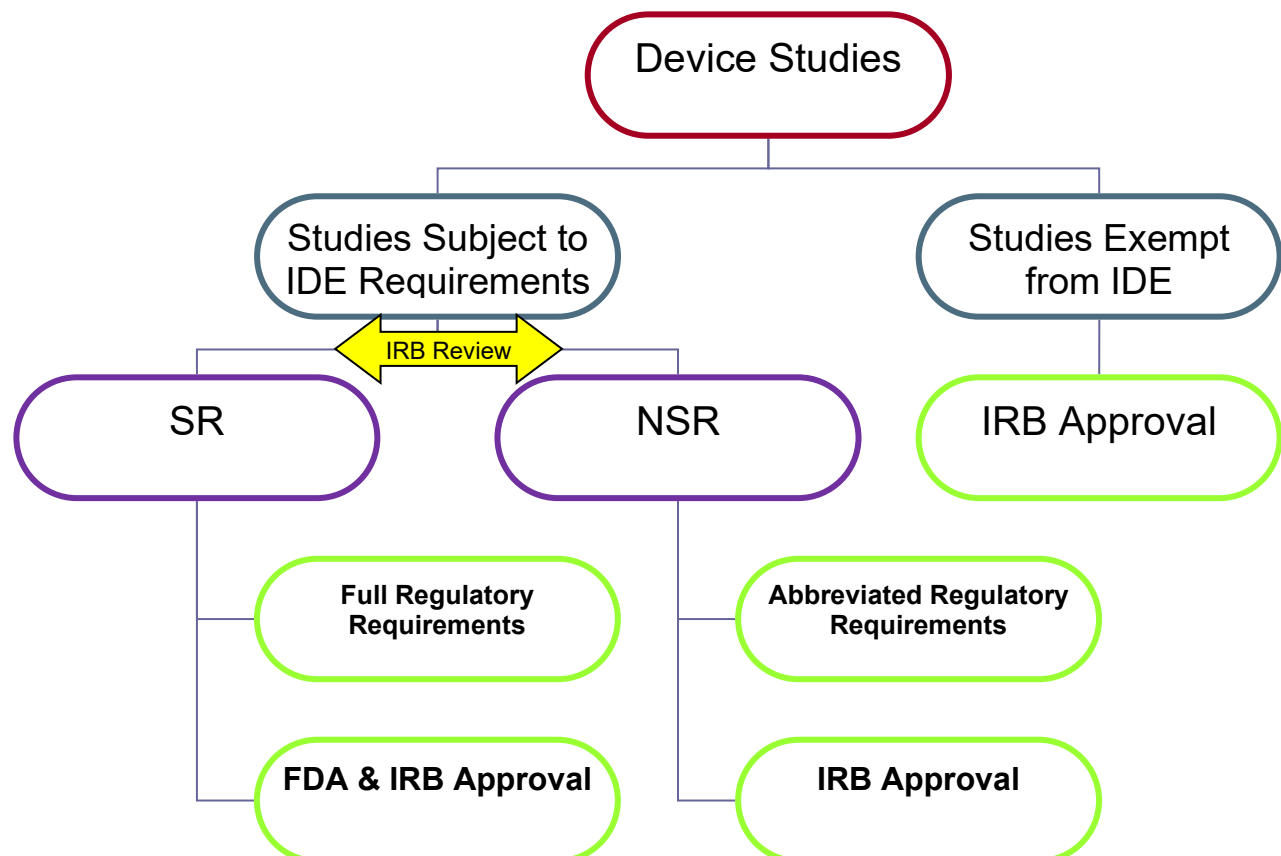 Device Studies
Studies Subject to
IDE Requirements
Studies Exempt
from IDE
IRB Review
SR
NSR
IRB Approval
Full Regulatory
Requirements
Abbreviated Regulatory
Requirements
FDA & IRB Approval
IRB Approval